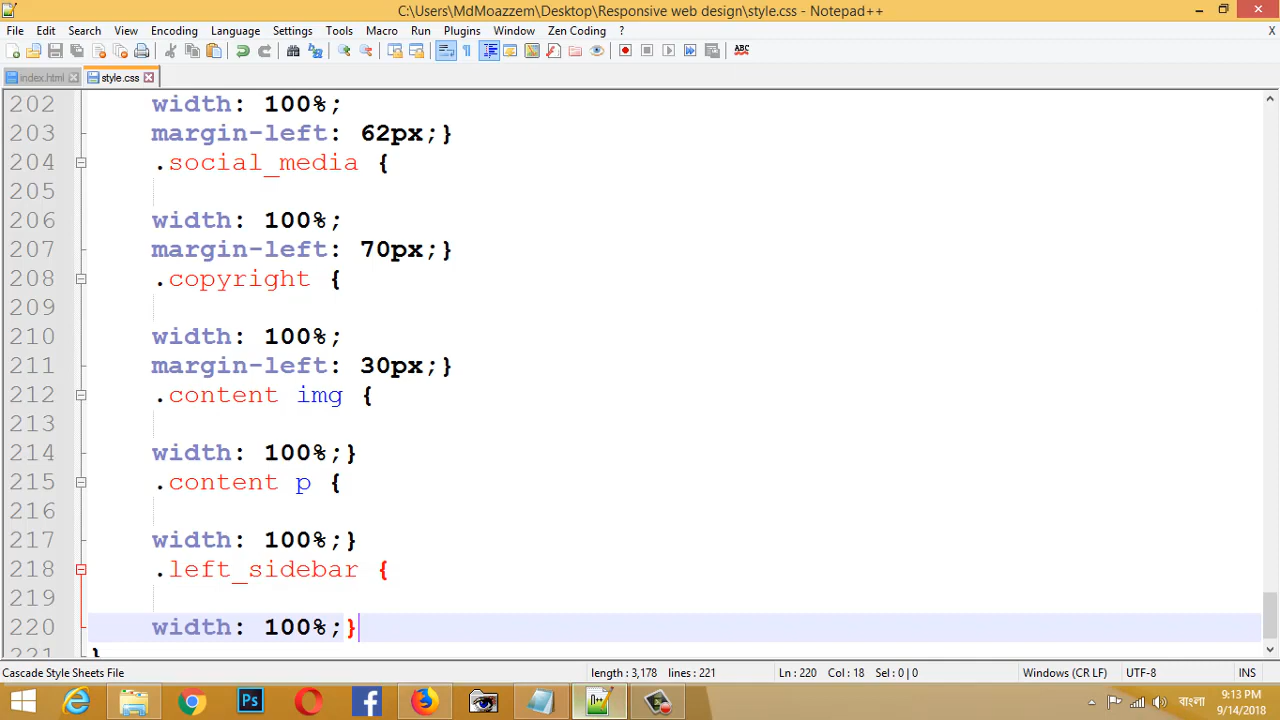 C:\Users\MdMoazzem\Desktop\Responsive web design\style.css - Notepad++
File Edit Search View Encoding Language Settings Tools Macro Run Plugins Window Zen Coding ? X
ABC
index.html style.css
202 width: 100%;
203 margin-left: 62px;}
204 .social_media {
205
206 width: 100%;
207 margin-left: 70px;}
208 .copyright {
209
210 width: 100%;
211 margin-left: 30px;}
212 .content img {
213
214 width: 100%;}
215 .content p {
216
217 width: 100%;}
218 .left_sidebar {
219
220 width: 100%;}
221 }
Cascade Style Sheets File length : 3,178 lines : 221 Ln : 220 Col : 18 Sel : 0 | 0 Windows (CR LF) UTF-8 INS
Ps বাংলা 9:13 PM
9/14/2018